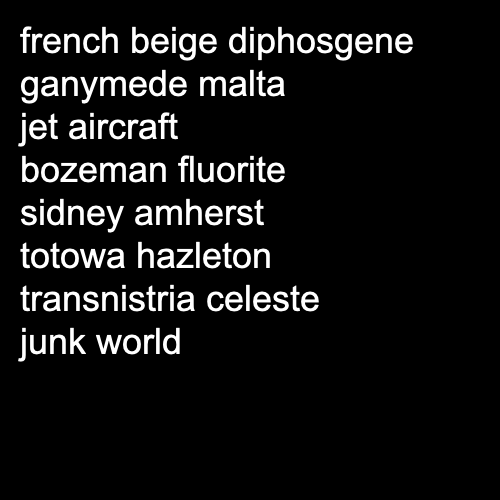 french beige diphosgene
ganymede malta
jet aircraft
bozeman fluorite
sidney amherst
totowa hazleton
transnistria celeste
junk world